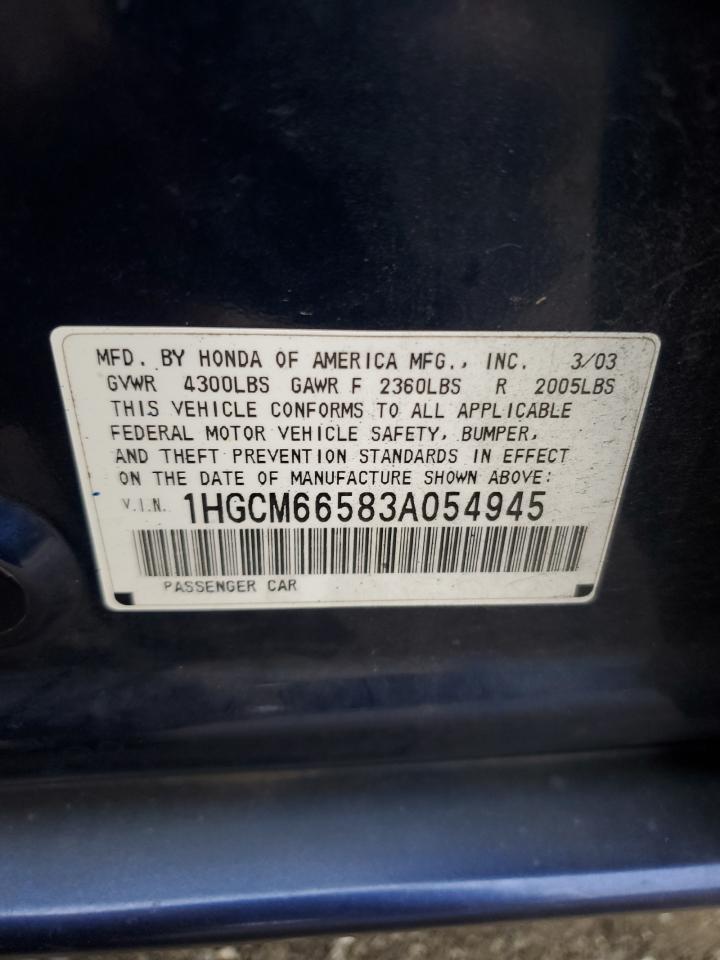 MFD. BY HONDA OF AMERICA MFG., INC. 3/03
GVWR 4300LBS GAWR F 2360LBS R 2005LBS
THIS VEHICLE CONFORMS TO ALL APPLICABLE
FEDERAL MOTOR VEHICLE SAFETY, BUMPER,
AND THEFT PREVENTION STANDARDS IN EFFECT
ON THE DATE OF MANUFACTURE SHOWN ABOVE:
V.I.N. 1HGCM66583A054945
PASSENGER CAR